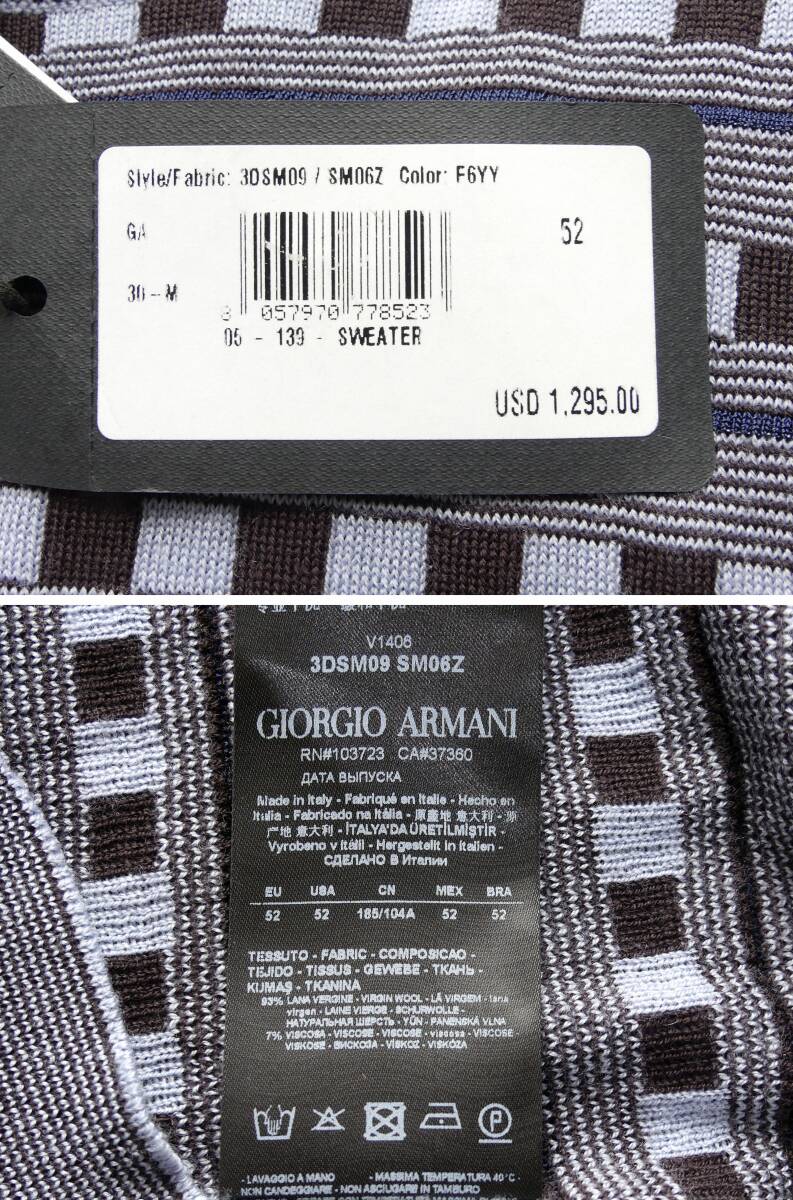 Style/Fabric: 3DSM09 / SM06Z Color: F6YY
GA
52
30 - M
8 057970 778523
05 - 139 - SWEATER
USD 1,295.00
V1406
3DSM09 SM06Z
GIORGIO ARMANI
RN#103723 CA#37360
ДАТА ВЫПУСКА
Made in Italy - Fabriqué en Italie - Hecho en
Italia - Fabricado na Itália - 原產地 意大利 - 原
产地 意大利 - İTALYA'DA ÜRETİLMİŞTİR -
Vyrobeno v Itálii - Hergestellt in Italien -
СДЕЛАНО В Италии
EU USA CN MEX BRA
52 52 185/104A 52 52
TESSUTO - FABRIC - COMPOSICAO -
TEJIDO - TISSUS - GEWEBE - ТКАНЬ -
KUMAŞ - TKANINA
93% LANA VERGINE - VIRGIN WOOL - LÃ VIRGEM - lana
virgen - LAINE VIERGE - SCHURWOLLE -
НАТУРАЛЬНАЯ ШЕРСТЬ - YÜN - PANENSKÁ VLNA
7% VISCOSA - VISCOSE - VISCOSE - viscosa - VISCOSE
VISKOSE - ВИСКОЗА - VİSKOZ - VISKÓZA
P
- LAVAGGIO A MANO - MASSIMA TEMPERATURA 40°C -
NON CANDEGGIARE - NON ASCIUGARE IN TAMBURO